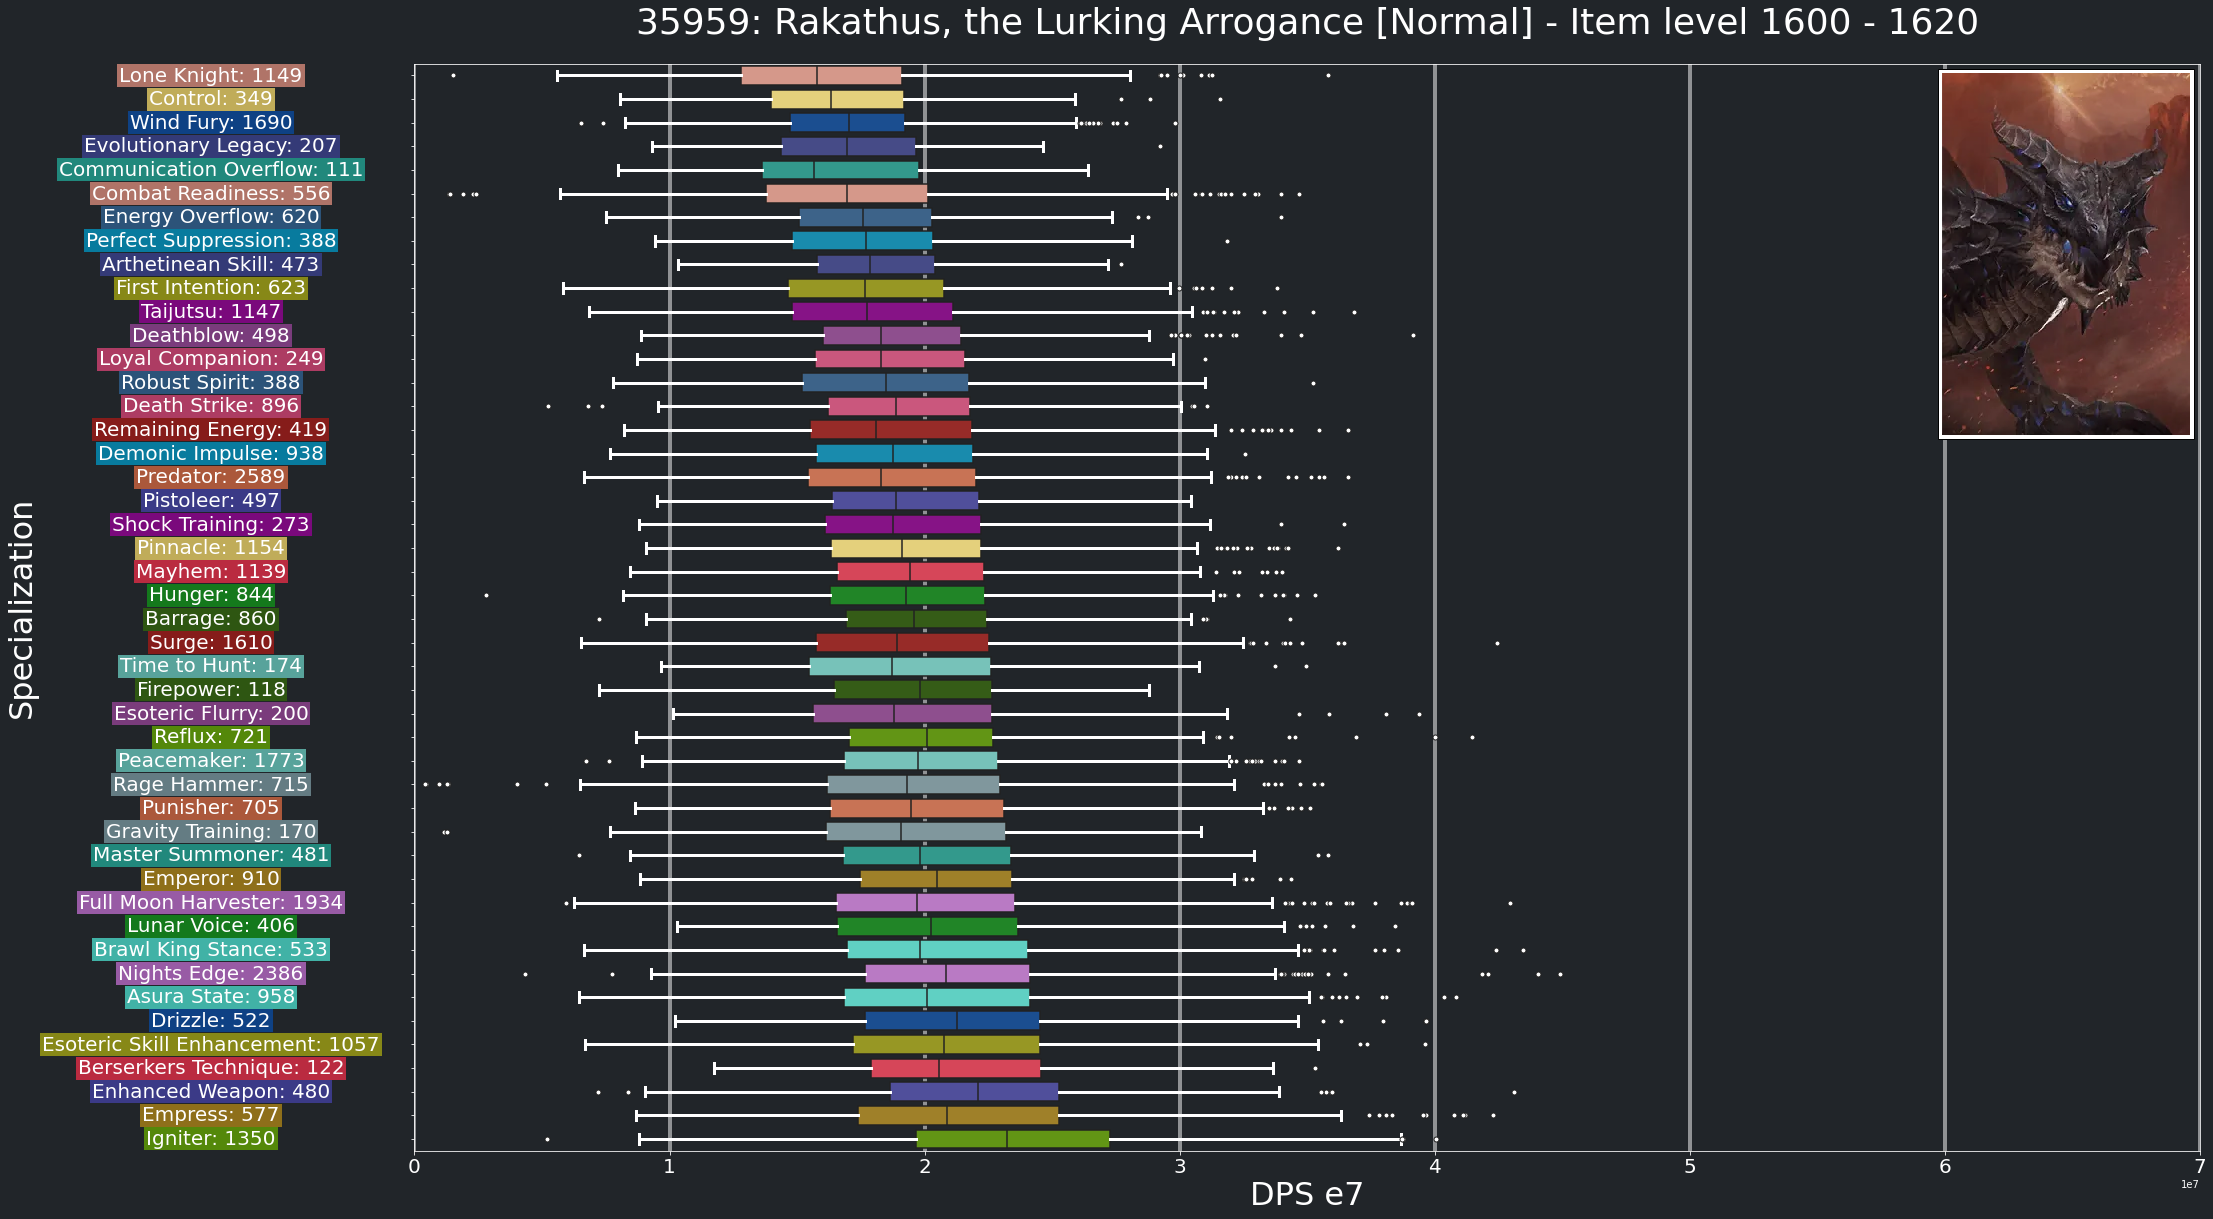 35959: Rakathus, the Lurking Arrogance [Normal] - Item level 1600 - 1620
Lone Knight: 1149
Control: 349
Wind Fury: 1690
Evolutionary Legacy: 207
Communication Overflow: 111
Combat Readiness: 556
Energy Overflow: 620
Perfect Suppression: 388
Arthetinean Skill: 473
First Intention: 623
Taijutsu: 1147
Deathblow: 498
Loyal Companion: 249
Robust Spirit: 388
Death Strike: 896
Remaining Energy: 419
Demonic Impulse: 938
Predator: 2589
Pistoleer: 497
Shock Training: 273
Pinnacle: 1154
Mayhem: 1139
Hunger: 844
Barrage: 860
Surge: 1610
Time to Hunt: 174
Firepower: 118
Esoteric Flurry: 200
Reflux: 721
Peacemaker: 1773
Rage Hammer: 715
Punisher: 705
Gravity Training: 170
Master Summoner: 481
Emperor: 910
Full Moon Harvester: 1934
Lunar Voice: 406
Brawl King Stance: 533
Nights Edge: 2386
Asura State: 958
Drizzle: 522
Esoteric Skill Enhancement: 1057
Berserkers Technique: 122
Enhanced Weapon: 480
Empress: 577
Igniter: 1350
Specialization
0 1 2 3 4 5 6 7
DPS e7
1e7